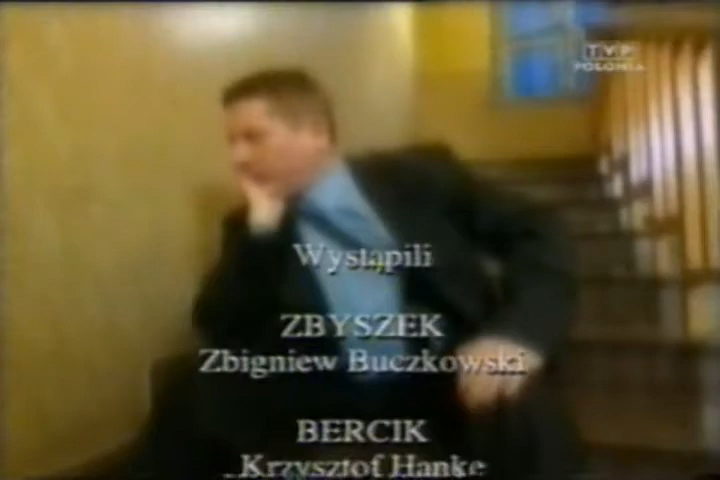 TVP
POLONIA
Wystąpili
ZBYSZEK
Zbigniew Buczkowski
BERCIK
Krzysztof Hanke